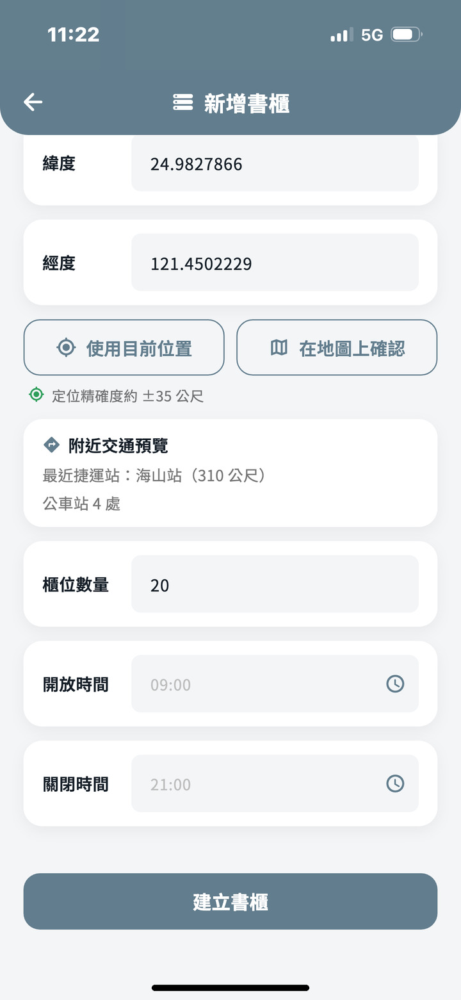 11:22
5G
新增書櫃
緯度
24.9827866
經度
121.4502229
使用目前位置
在地圖上確認
定位精確度約 ±35 公尺
附近交通預覽
最近捷運站：海山站（310 公尺）
公車站 4 處
櫃位數量
20
開放時間
09:00
關閉時間
21:00
建立書櫃